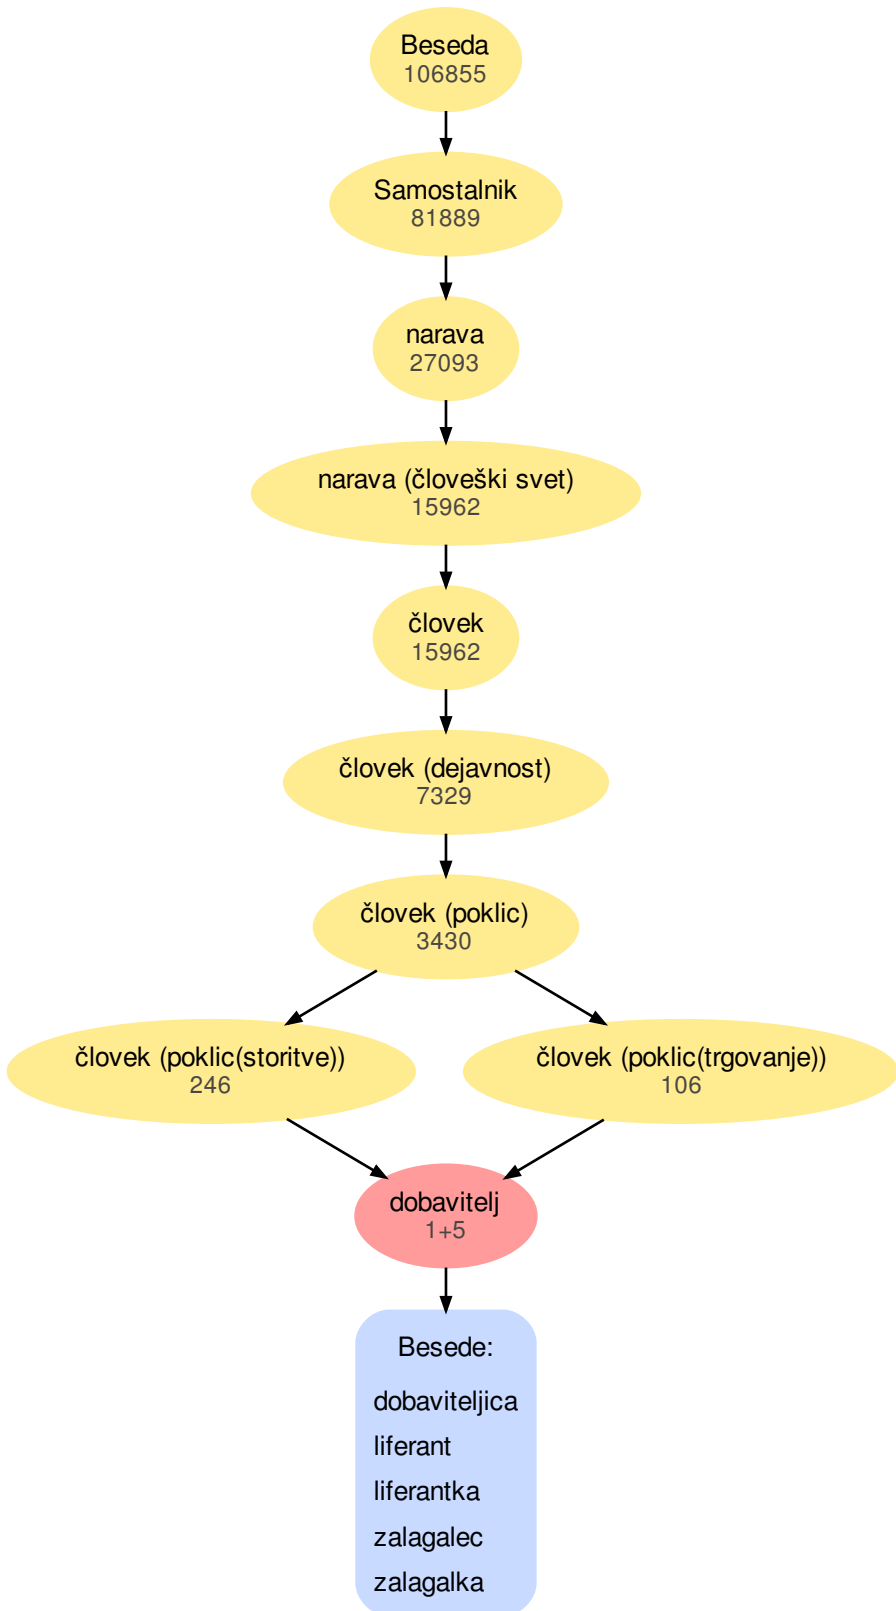 Beseda
106855
Samostalnik
81889
narava
27093
narava (človeški svet)
15962
človek
15962
človek (dejavnost)
7329
človek (poklic)
3430
človek (poklic(storitve))
246
človek (poklic(trgovanje))
106
dobavitelj
1+5
Besede:
dobaviteljica
liferant
liferantka
zalagalec
zalagalka